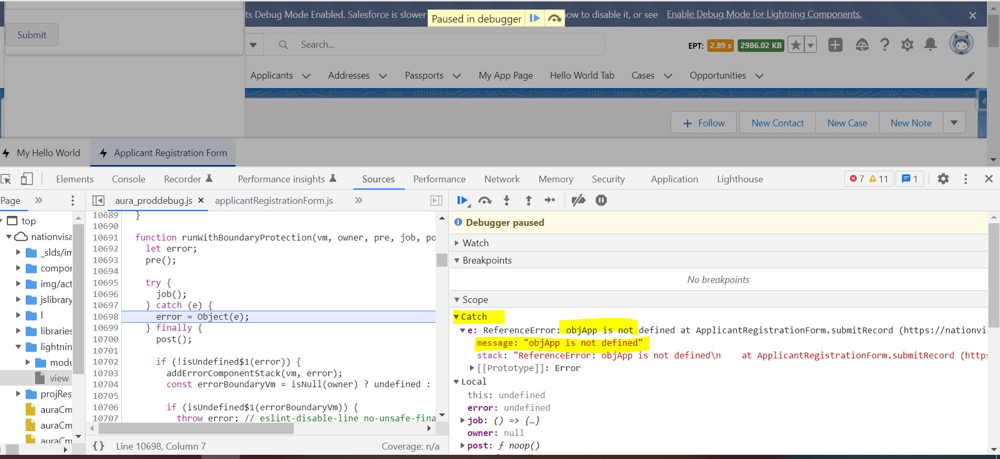 ts Debug Mode Enabled. Salesforce is slower
Paused in debugger
how to disable it, or see
Enable Debug Mode for Lightning Components.
Submit
Search...
EPT:
2.89 s
2986.02 KB
Applicants
Addresses
Passports
My App Page
Hello World Tab
Cases
Opportunities
Follow
New Contact
New Case
New Note
My Hello World
Applicant Registration Form
Elements
Console
Recorder
Performance insights
Sources
Performance
Network
Memory
Security
Application
Lighthouse
7
11
1
Page
aura_proddebug.js
applicantRegistrationForm.js
top
nationvisa
_slds/im
compor
img/act
jslibrary
l
libraries
lightnin
modu
view
projRes
auraCm
auraCm
auraCm
10689 }
10690
10691 function runWithBoundaryProtection(vm, owner, pre, job, po
10692 let error;
10693 pre();
10694
10695 try {
10696 job();
10697 } catch (e) {
10698 error = Object(e);
10699 } finally {
10700 post();
10701
10702 if (!isUndefined$1(error)) {
10703 addErrorComponentStack(vm, error);
10704 const errorBoundaryVm = isNull(owner) ? undefined :
10705
10706 if (isUndefined$1(errorBoundaryVm)) {
10707 throw error; // eslint-disable-line no-unsafe-fina
{} Line 10698, Column 7
Coverage: n/a
Debugger paused
Watch
Breakpoints
No breakpoints
Scope
Catch
e: ReferenceError: objApp is not defined at ApplicantRegistrationForm.submitRecord (https://nationvi
message: "objApp is not defined"
stack: "ReferenceError: objApp is not defined\n    at ApplicantRegistrationForm.submitRecord (https
[[Prototype]]: Error
Local
this: undefined
error: undefined
job: () => {…}
owner: null
post: ƒ noop()